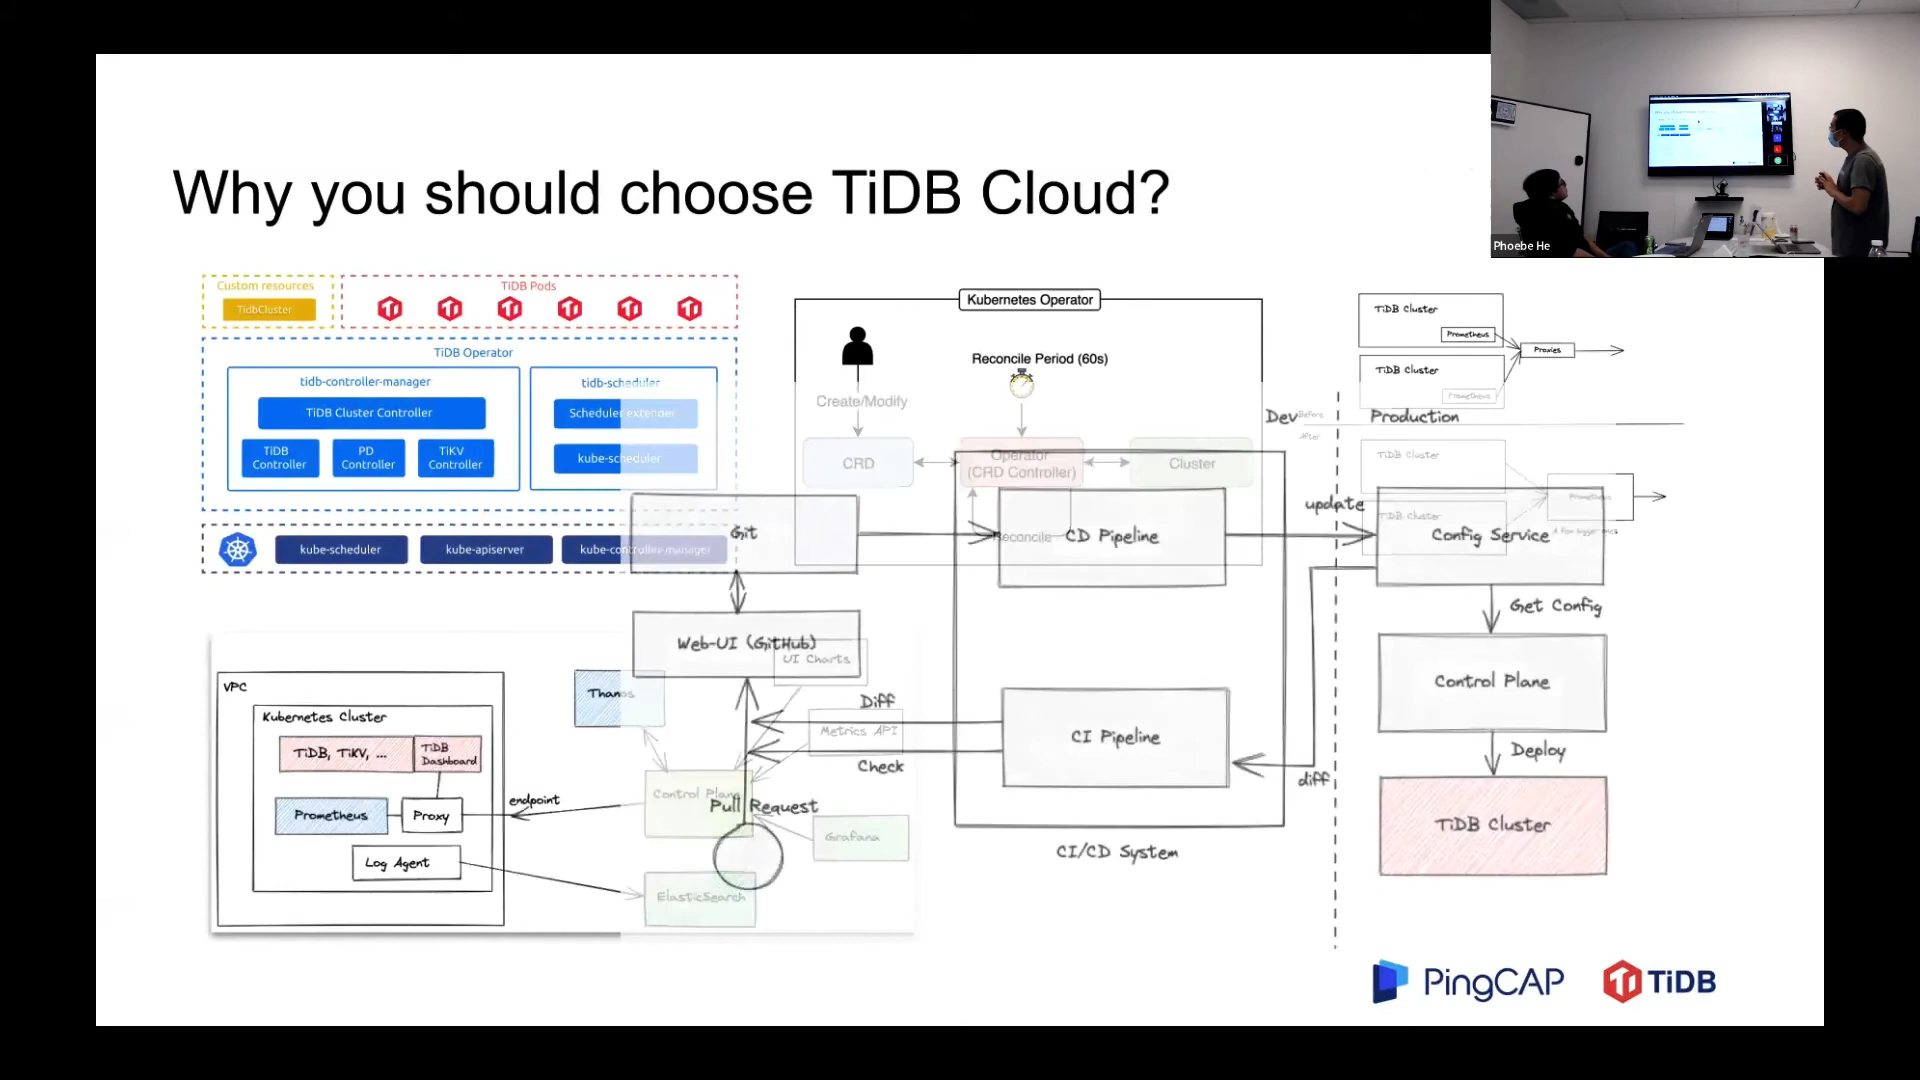 Why you should choose TiDB Cloud?
Phoebe He
Custom resources
TidbCluster
TiDB Pods
TiDB Operator
tidb-controller-manager
TiDB Cluster Controller
TiDB
Controller
PD
Controller
TiKV
Controller
tidb-scheduler
Scheduler extender
kube-scheduler
kube-scheduler
kube-apiserver
kube-controller-manager
Kubernetes Operator
Reconcile Period (60s)
Create/Modify
CRD
Operator
(CRD Controller)
Cluster
Reconcile
TiDB Cluster
Prometheus
Proxies
TiDB Cluster
Prometheus
Before
After
TiDB Cluster
TiDB Cluster
Prometheus
Dev
Production
Git
CD Pipeline
update
Config Service
Get Config
Web-UI (GitHub)
Control Plane
Deploy
TiDB Cluster
Diff
Check
CI Pipeline
diff
Pull Request
CI/CD System
VPC
Kubernetes Cluster
TiDB, TiKV, ...
TiDB
Dashboard
Prometheus
Proxy
Log Agent
endpoint
Thanos
UI Charts
Metrics API
Control Plane
Grafana
ElasticSearch
PingCAP
TiDB